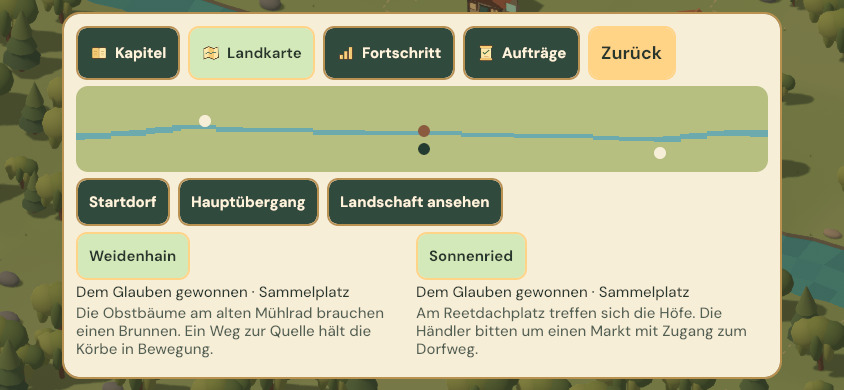 Kapitel
Landkarte
Fortschritt
Aufträge
Zurück
Startdorf
Hauptübergang
Landschaft ansehen
Weidenhain
Dem Glauben gewonnen · Sammelplatz
Die Obstbäume am alten Mühlrad brauchen
einen Brunnen. Ein Weg zur Quelle hält die
Körbe in Bewegung.
Sonnenried
Dem Glauben gewonnen · Sammelplatz
Am Reetdachplatz treffen sich die Höfe. Die
Händler bitten um einen Markt mit Zugang zum
Dorfweg.